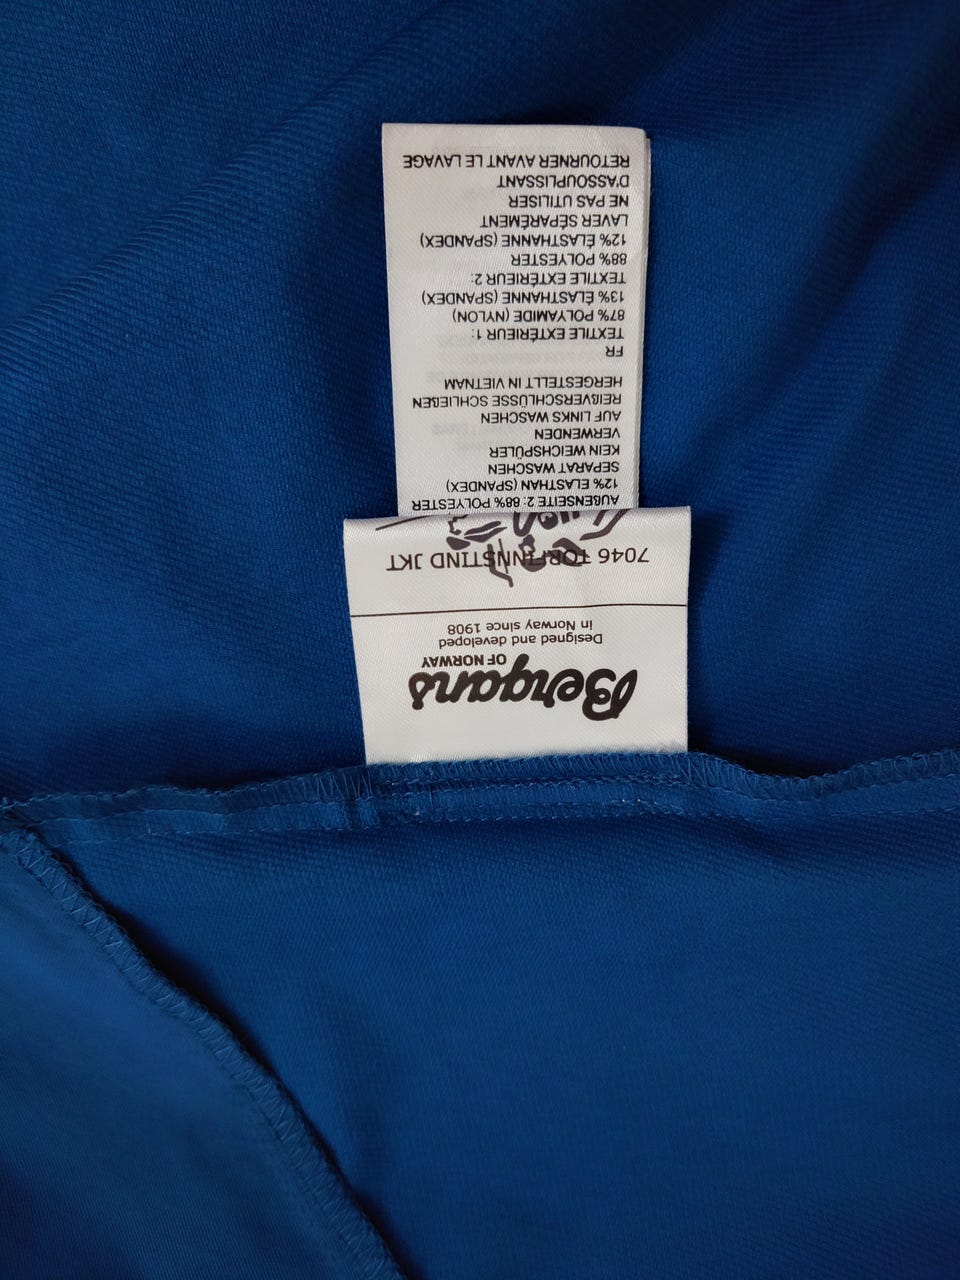 Bergans
OF NORWAY
Designed and developed
in Norway since 1908
7046 TORFINNSTIND JKT
AUßENSEITE 2: 88% POLYESTER
12% ELASTHAN (SPANDEX)
SEPARAT WASCHEN
KEIN WEICHSPÜLER
VERWENDEN
AUF LINKS WASCHEN
REIßVERSCHLÜSSE SCHLIEßEN
HERGESTELLT IN VIETNAM
FR
TEXTILE EXTÉRIEUR 1:
87% POLYAMIDE (NYLON)
13% ÉLASTHANNE (SPANDEX)
TEXTILE EXTÉRIEUR 2:
88% POLYESTER
12% ÉLASTHANNE (SPANDEX)
LAVER SÉPARÉMENT
NE PAS UTILISER
D'ASSOUPLISSANT
RETOURNER AVANT LE LAVAGE